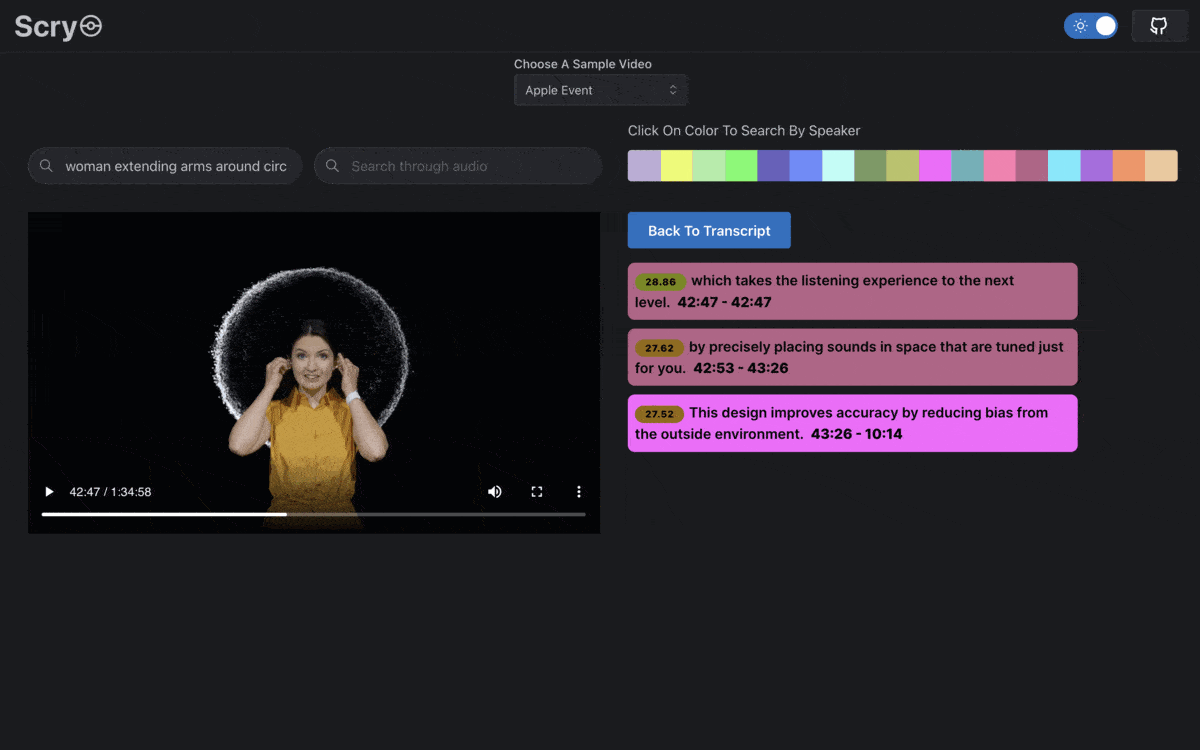 Scry
Choose A Sample Video
Apple Event
Click On Color To Search By Speaker
woman extending arms around circ
Search through audio
Back To Transcript
28.86 which takes the listening experience to the next
level. 42:47 - 42:47
27.62 by precisely placing sounds in space that are tuned just
for you. 42:53 - 43:26
27.52 This design improves accuracy by reducing bias from
the outside environment. 43:26 - 10:14
42:47 / 1:34:58